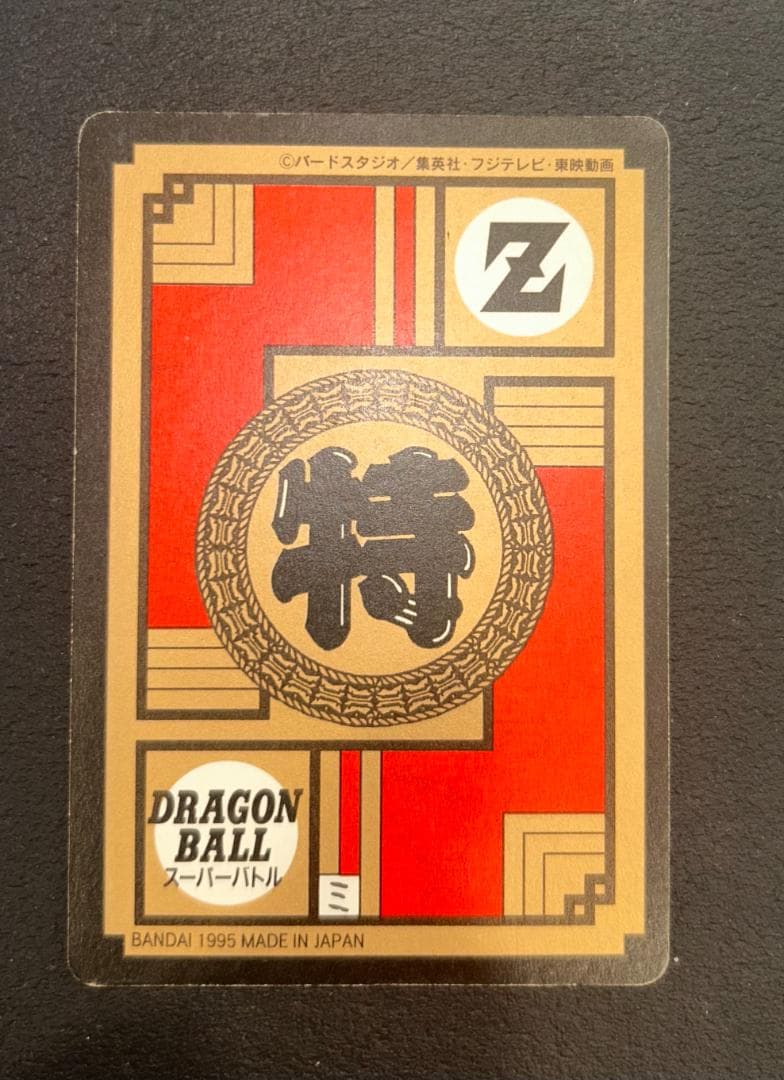 ©バードスタジオ／集英社・フジテレビ・東映動画
Z
特
DRAGON
BALL
スーパーバトル
ミ
BANDAI 1995 MADE IN JAPAN